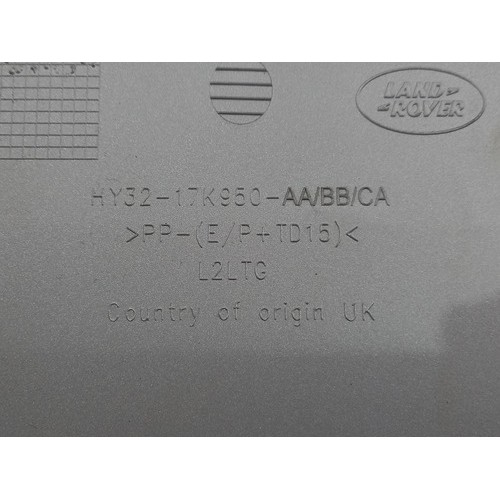 LAND
ROVER
HY32-17K950-AA/BB/CA
>PP-(E/P+TD15)<
L2LTG
Country of origin UK